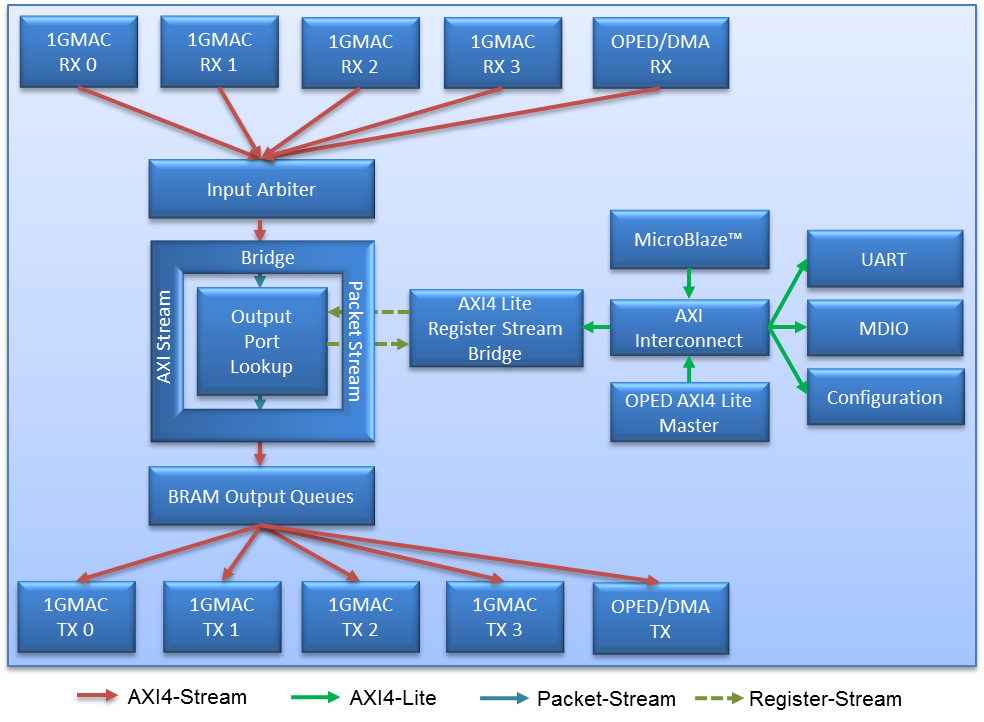 1GMAC
RX 0
1GMAC
RX 1
1GMAC
RX 2
1GMAC
RX 3
OPED/DMA
RX
Input Arbiter
Bridge
AXI Stream
Packet Stream
Output
Port
Lookup
AXI4 Lite
Register Stream
Bridge
MicroBlaze™
AXI
Interconnect
OPED AXI4 Lite
Master
UART
MDIO
Configuration
BRAM Output Queues
1GMAC
TX 0
1GMAC
TX 1
1GMAC
TX 2
1GMAC
TX 3
OPED/DMA
TX
AXI4-Stream
AXI4-Lite
Packet-Stream
Register-Stream